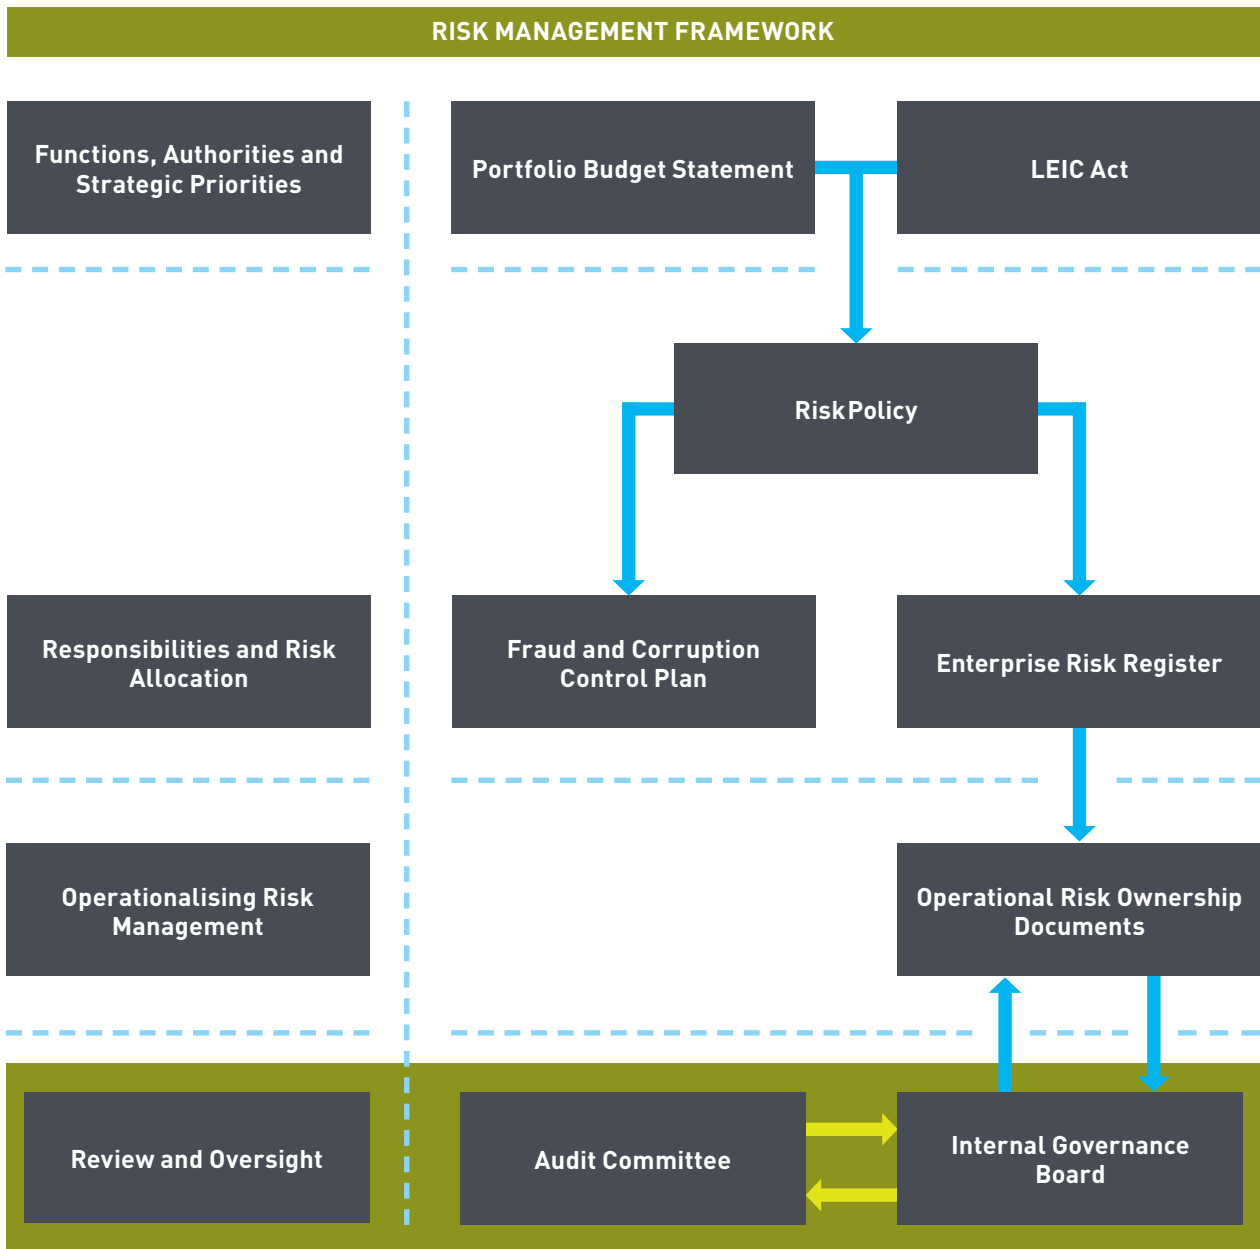 RISK MANAGEMENT FRAMEWORK
Functions, Authorities and
Strategic Priorities
Portfolio Budget Statement
LEIC Act
Risk Policy
Responsibilities and Risk
Allocation
Fraud and Corruption
Control Plan
Enterprise Risk Register
Operationalising Risk
Management
Operational Risk Ownership
Documents
Review and Oversight
Audit Committee
Internal Governance
Board